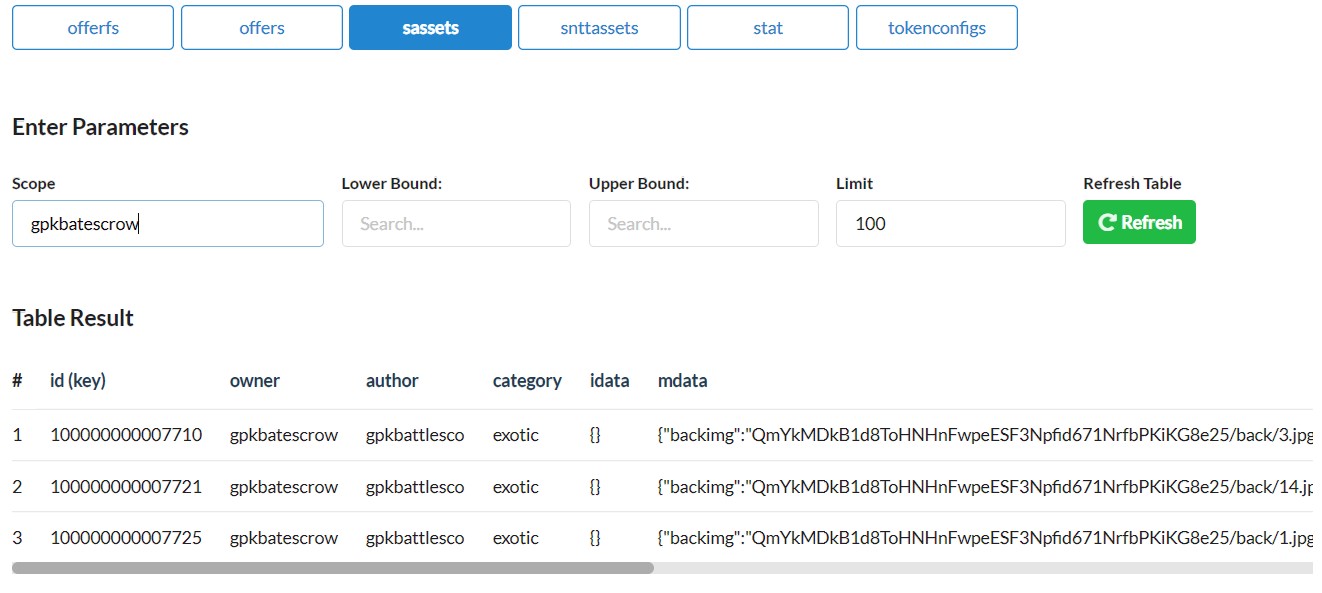 offerfs offers sassets snttassets stat tokenconfigs
Enter Parameters
Scope Lower Bound: Upper Bound: Limit Refresh Table
gpkbatescrow Search... Search... 100 Refresh
Table Result
# id (key) owner author category idata mdata
1 100000000007710 gpkbatescrow gpkbattlesco exotic {} {"backimg":"QmYkMDkB1d8ToHNHnFwpeESF3Npfid671NrfbPKiKG8e25/back/3.jpg
2 100000000007721 gpkbatescrow gpkbattlesco exotic {} {"backimg":"QmYkMDkB1d8ToHNHnFwpeESF3Npfid671NrfbPKiKG8e25/back/14.jp
3 100000000007725 gpkbatescrow gpkbattlesco exotic {} {"backimg":"QmYkMDkB1d8ToHNHnFwpeESF3Npfid671NrfbPKiKG8e25/back/1.jpg